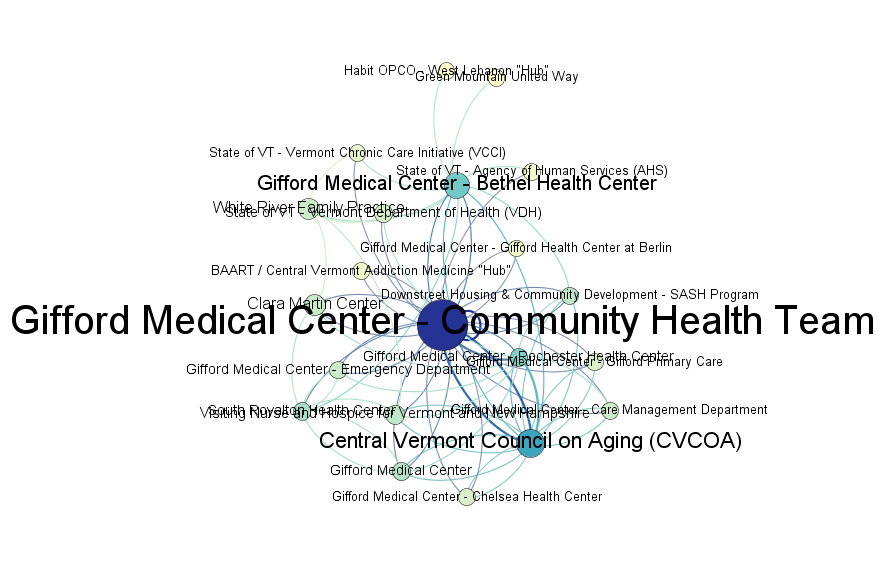 Habit OPCO - West Lebanon "Hub"
Green Mountain United Way
State of VT - Vermont Chronic Care Initiative (VCCI)
State of VT - Agency of Human Services (AHS)
Gifford Medical Center - Bethel Health Center
White River Family Practice
State of VT - Vermont Department of Health (VDH)
Gifford Medical Center - Gifford Health Center at Berlin
BAART / Central Vermont Addiction Medicine "Hub"
Downstreet Housing & Community Development - SASH Program
Clara Martin Center
Gifford Medical Center - Community Health Team
Gifford Medical Center - Rochester Health Center
Gifford Medical Center - Gifford Primary Care
Gifford Medical Center - Emergency Department
South Royalton Health Center
Visiting Nurse and Hospice for Vermont and New Hampshire
Gifford Medical Center - Care Management Department
Central Vermont Council on Aging (CVCOA)
Gifford Medical Center
Gifford Medical Center - Chelsea Health Center